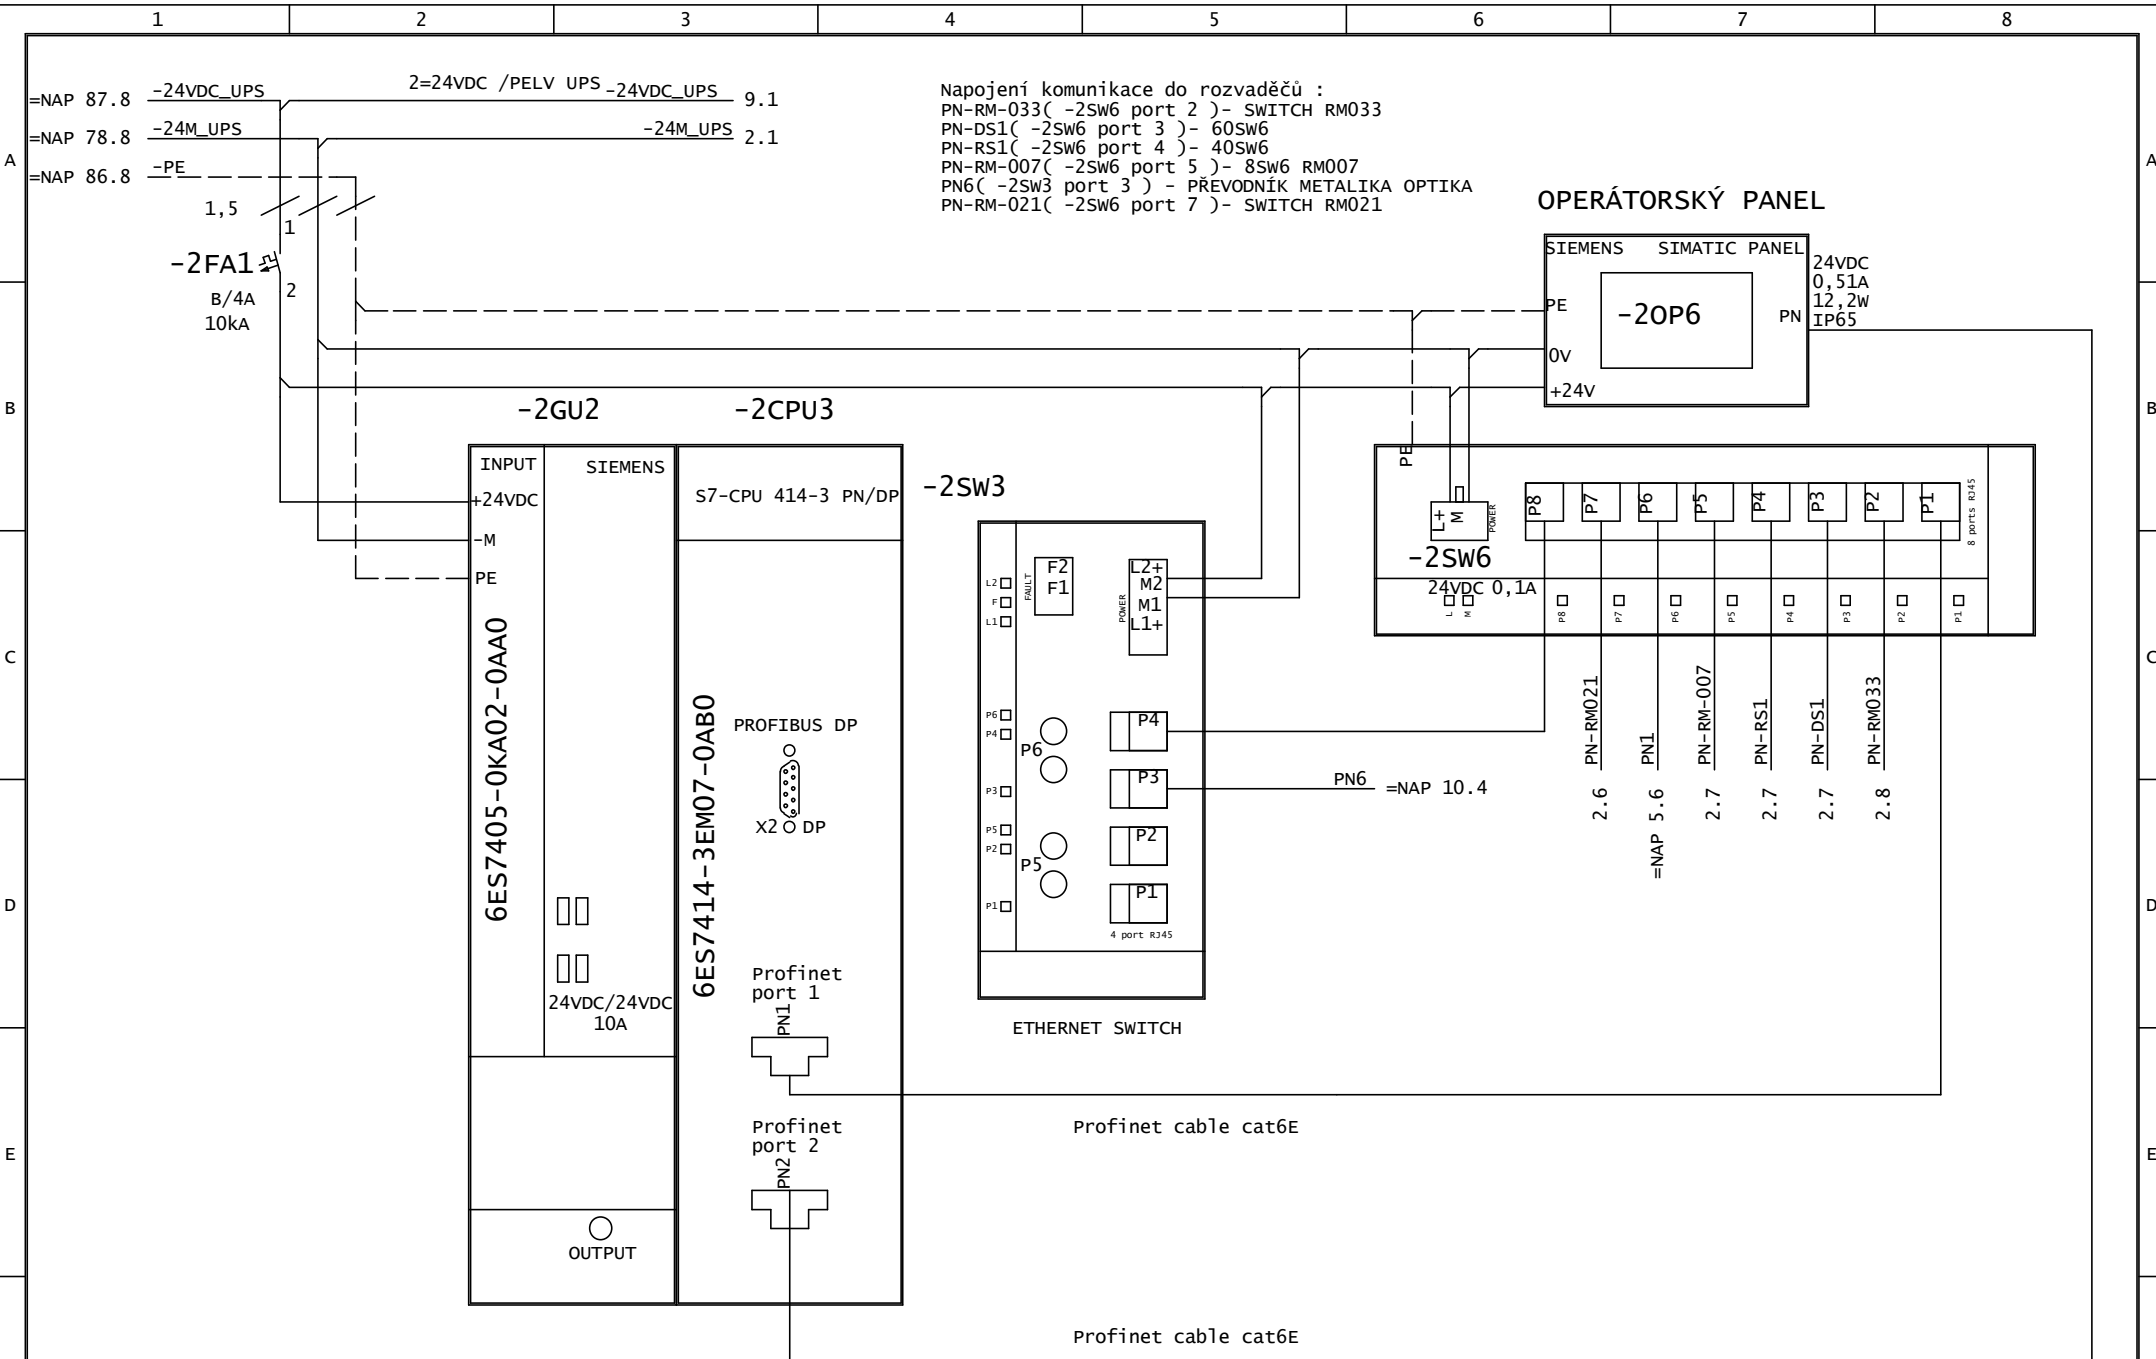 1 2 3 4 5 6 7 8
=NAP 87.8 -24VDC_UPS 2=24VDC /PELV UPS -24VDC_UPS 9.1
=NAP 78.8 -24M_UPS -24M_UPS 2.1
=NAP 86.8 -PE
A A
1,5
1
-2FA1
2
B/4A
10kA
Napojení komunikace do rozvaděčů :
PN-RM-033( -2SW6 port 2 )- SWITCH RM033
PN-DS1( -2SW6 port 3 )- 60SW6
PN-RS1( -2SW6 port 4 )- 40SW6
PN-RM-007( -2SW6 port 5 )- 8SW6 RM007
PN6( -2SW3 port 3 ) - PŘEVODNÍK METALIKA OPTIKA
PN-RM-021( -2SW6 port 7 )- SWITCH RM021
OPERÁTORSKÝ PANEL
SIEMENS SIMATIC PANEL
24VDC
0,51A
12,2W
IP65
PE
-2OP6
PN
0V
+24V
B B
-2GU2 -2CPU3
INPUT SIEMENS
+24VDC
-M
PE
6ES7405-0KA02-0AA0
24VDC/24VDC
10A
OUTPUT
S7-CPU 414-3 PN/DP
6ES7414-3EM07-0AB0
PROFIBUS DP
X2 DP
Profinet
port 1
PN1
Profinet
port 2
PN2
-2SW3
L2
F
L1
FAULT
F2
F1
POWER
L2+
M2
M1
L1+
P6
P4
P3
P5
P2
P1
P6
P5
P4
P3
P2
P1
4 port RJ45
ETHERNET SWITCH
PN6 =NAP 10.4
PE
L+
M
POWER
-2SW6
24VDC 0,1A
P8 P7 P6 P5 P4 P3 P2 P1
8 ports RJ45
L M P8 P7 P6 P5 P4 P3 P2 P1
C C
PN-RM021 2.6
PN1 =NAP 5.6
PN-RM-007 2.7
PN-RS1 2.7
PN-DS1 2.7
PN-RM033 2.8
D D
Profinet cable cat6E
E E
Profinet cable cat6E